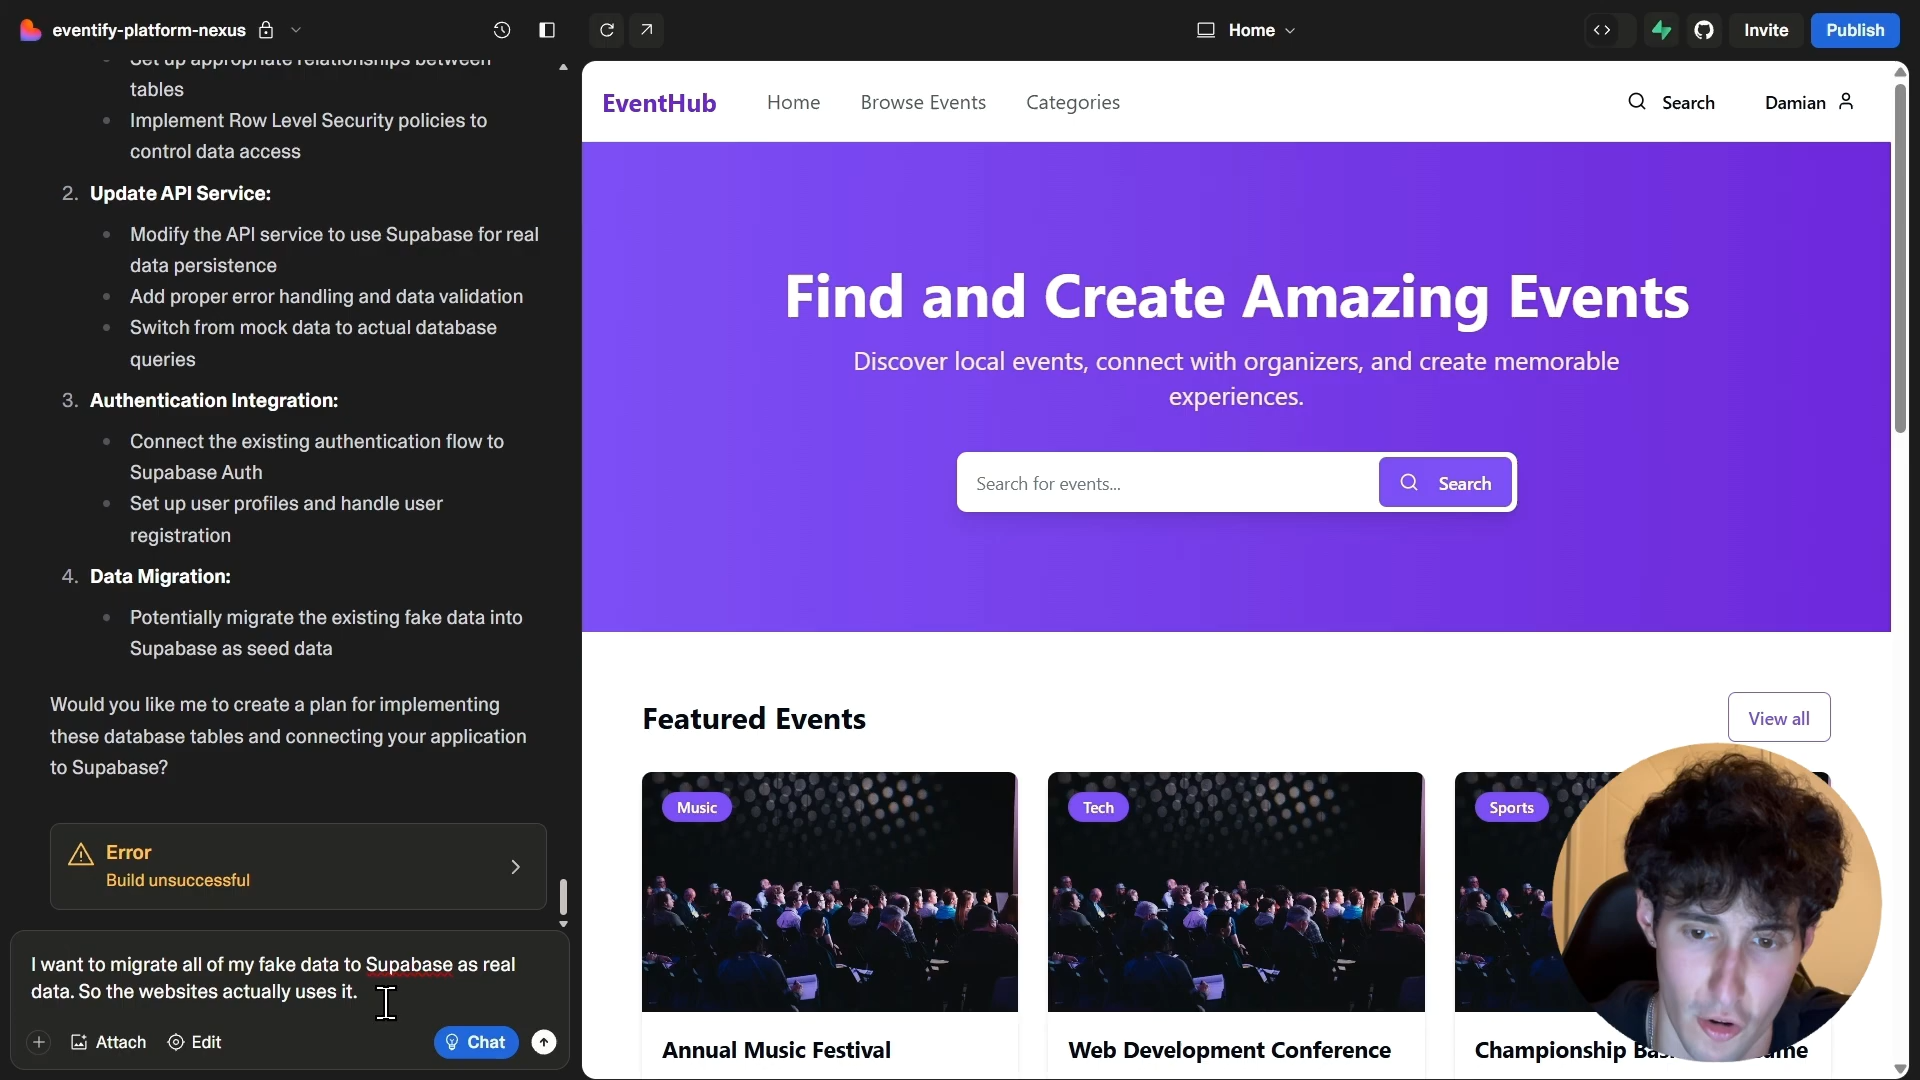 eventify-platform-nexus
Home
Invite
Publish
Set up appropriate relationships between
tables
Implement Row Level Security policies to
control data access
2. Update API Service:
Modify the API service to use Supabase for real
data persistence
Add proper error handling and data validation
Switch from mock data to actual database
queries
3. Authentication Integration:
Connect the existing authentication flow to
Supabase Auth
Set up user profiles and handle user
registration
4. Data Migration:
Potentially migrate the existing fake data into
Supabase as seed data
Would you like me to create a plan for implementing
these database tables and connecting your application
to Supabase?
Error
Build unsuccessful
I want to migrate all of my fake data to Supabase as real
data. So the websites actually uses it.
Attach
Edit
Chat
EventHub
Home
Browse Events
Categories
Search
Damian
Find and Create Amazing Events
Discover local events, connect with organizers, and create memorable
experiences.
Search for events...
Search
Featured Events
View all
Music
Tech
Sports
Annual Music Festival
Web Development Conference
Championship